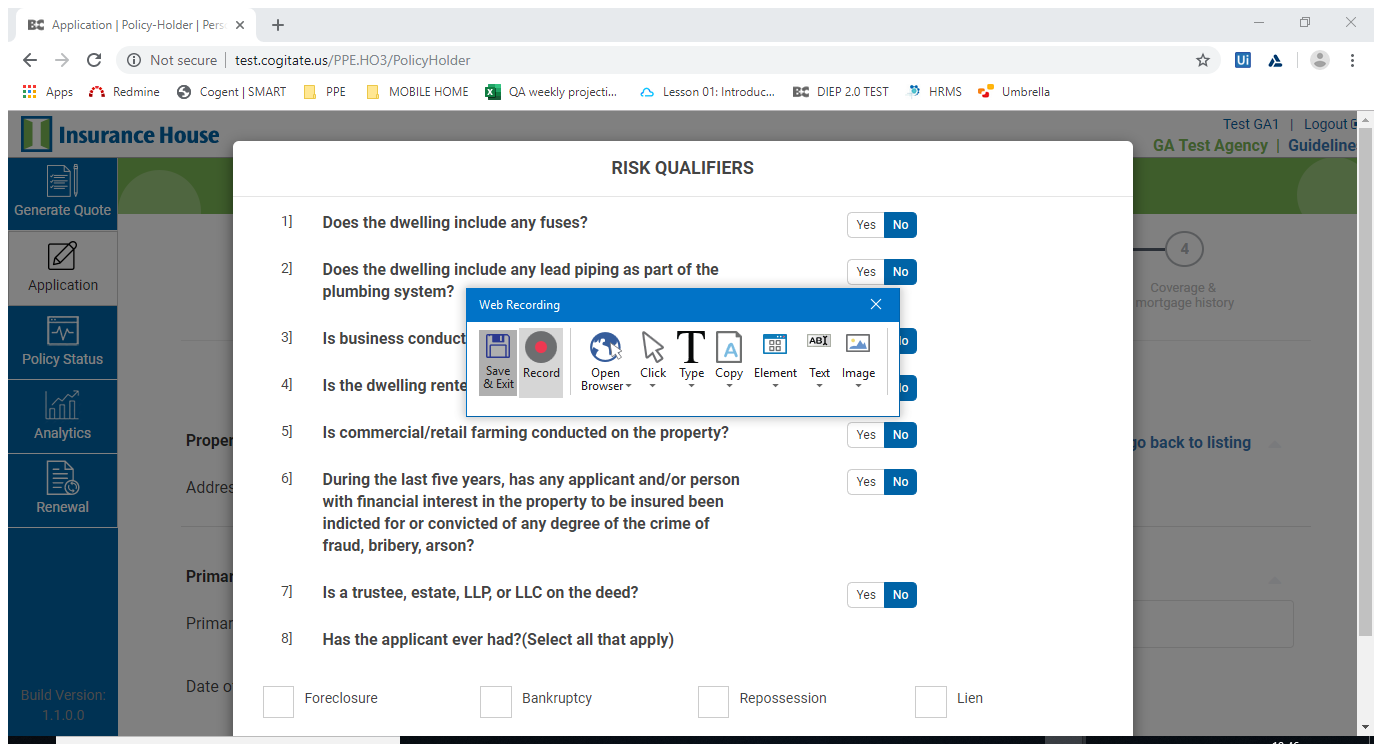 BC Application | Policy-Holder | Pers
Not secure | test.cogitate.us/PPE.HO3/PolicyHolder
Ui
Apps Redmine Cogent | SMART PPE MOBILE HOME QA weekly projecti... Lesson 01: Introduc... BC DIEP 2.0 TEST HRMS Umbrella
Insurance House
Test GA1 | Logout
GA Test Agency | Guideline
Generate Quote
Application
Policy Status
Analytics
Renewal
Build Version:
1.1.0.0
4
Coverage &
mortgage history
go back to listing
Proper
Addres
Primar
Primar
Date o
RISK QUALIFIERS
1] Does the dwelling include any fuses? Yes No
2] Does the dwelling include any lead piping as part of the Yes No
plumbing system?
3] Is business conduct
4] Is the dwelling rente
5] Is commercial/retail farming conducted on the property? Yes No
6] During the last five years, has any applicant and/or person Yes No
with financial interest in the property to be insured been
indicted for or convicted of any degree of the crime of
fraud, bribery, arson?
7] Is a trustee, estate, LLP, or LLC on the deed? Yes No
8] Has the applicant ever had?(Select all that apply)
Foreclosure Bankruptcy Repossession Lien
Web Recording
Save
& Exit
Record
Open
Browser
Click
Type
Copy
Element
Text
Image